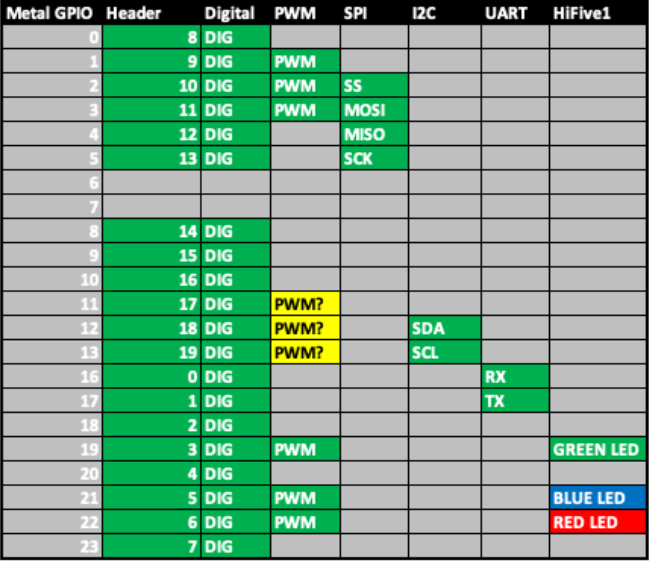 Metal GPIO Header Digital PWM SPI I2C UART HiFive1
0 8 DIG
1 9 DIG PWM
2 10 DIG PWM SS
3 11 DIG PWM MOSI
4 12 DIG MISO
5 13 DIG SCK
6
7
8 14 DIG
9 15 DIG
10 16 DIG
11 17 DIG PWM?
12 18 DIG PWM? SDA
13 19 DIG PWM? SCL
16 0 DIG RX
17 1 DIG TX
18 2 DIG
19 3 DIG PWM GREEN LED
20 4 DIG
21 5 DIG PWM BLUE LED
22 6 DIG PWM RED LED
23 7 DIG